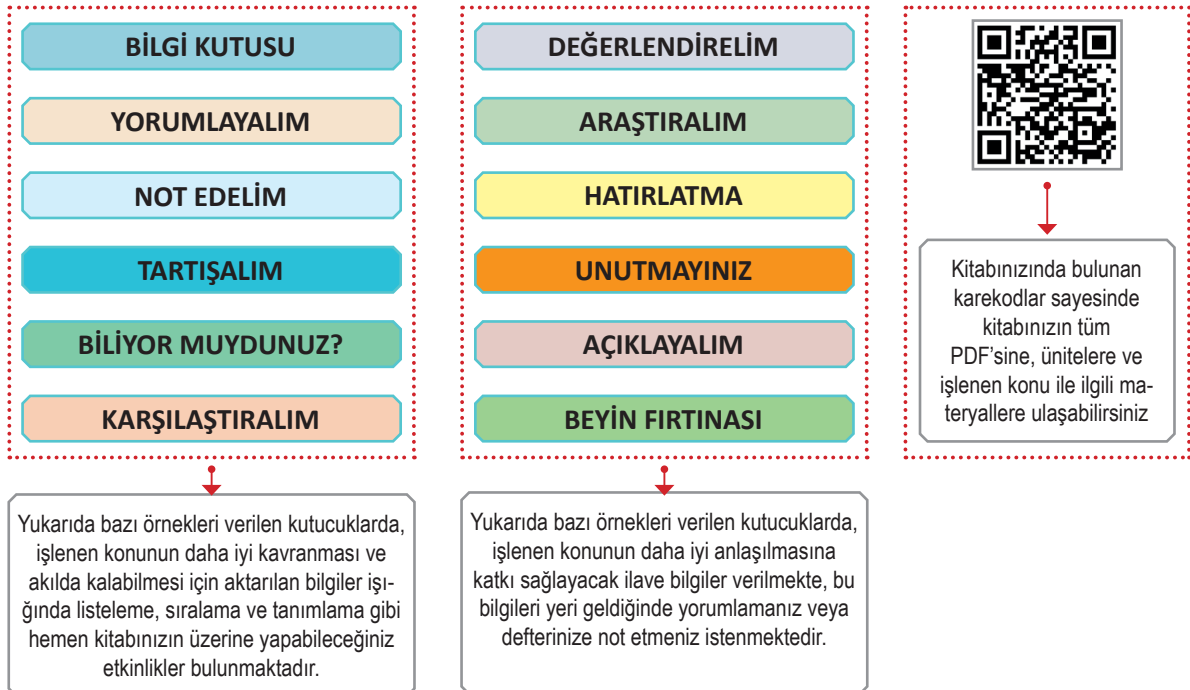 BİLGİ KUTUSU
YORUMLAYALIM
NOT EDELİM
TARTIŞALIM
BİLİYOR MUYDUNUZ?
KARŞILAŞTIRALIM
Yukarıda bazı örnekleri verilen kutucuklarda,
işlenen konunun daha iyi kavranması ve
akılda kalabilmesi için aktarılan bilgiler ışı-
ğında listeleme, sıralama ve tanımlama gibi
hemen kitabınızın üzerine yapabileceğiniz
etkinlikler bulunmaktadır.
DEĞERLENDİRELİM
ARAŞTIRALIM
HATIRLATMA
UNUTMAYINIZ
AÇIKLAYALIM
BEYİN FIRTINASI
Yukarıda bazı örnekleri verilen kutucuklarda,
işlenen konunun daha iyi anlaşılmasına
katkı sağlayacak ilave bilgiler verilmekte, bu
bilgileri yeri geldiğinde yorumlamanız veya
defterinize not etmeniz istenmektedir.
Kitabınızında bulunan
karekodlar sayesinde
kitabınızın tüm
PDF'sine, ünitelere ve
işlenen konu ile ilgili ma-
teryallere ulaşabilirsiniz